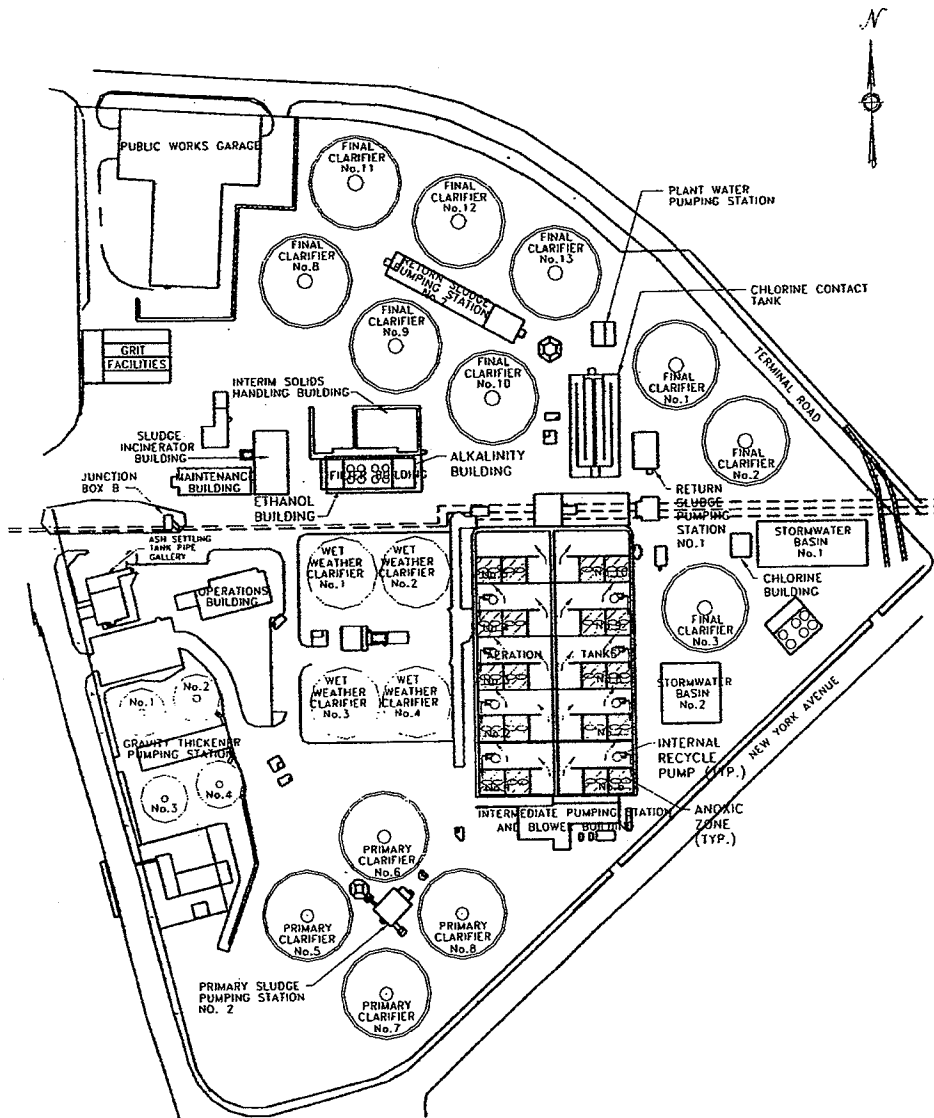 N
PUBLIC WORKS GARAGE
FINAL
CLARIFIER
No.11
FINAL
CLARIFIER
No.12
PLANT WATER
PUMPING STATION
FINAL
CLARIFIER
No.8
RETURN SLUDGE
PUMPING STATION
No.2
FINAL
CLARIFIER
No.13
CHLORINE CONTACT
TANK
FINAL
CLARIFIER
No.9
GRIT
FACILITIES
TERMINAL ROAD
FINAL
CLARIFIER
No.10
FINAL
CLARIFIER
No.1
INTERIM SOLIDS
HANDLING BUILDING
SLUDGE
INCINERATOR
BUILDING
ALKALINITY
BUILDING
FINAL
CLARIFIER
No.2
JUNCTION
BOX B
MAINTENANCE
BUILDING
FILTER BUILDING
ETHANOL
BUILDING
RETURN
SLUDGE
PUMPING
STATION
NO.1
ASH SETTLING
TANK PIPE
GALLERY
STORMWATER
BASIN
No.1
WET
WEATHER
CLARIFIER
No.1
WET
WEATHER
CLARIFIER
No.2
CHLORINE
BUILDING
OPERATIONS
BUILDING
FINAL
CLARIFIER
No.3
AERATION TANKS
WET
WEATHER
CLARIFIER
No.3
WET
WEATHER
CLARIFIER
No.4
STORMWATER
BASIN
No.2
No.1
No.2
GRAVITY THICKENER
PUMPING STATION
NEW YORK AVENUE
INTERNAL
RECYCLE
PUMP (TYP.)
No.3
No.4
INTERMEDIATE PUMPING STATION
AND BLOWER BUILDING
ANOXIC
ZONE
(TYP.)
PRIMARY
CLARIFIER
No.6
PRIMARY
CLARIFIER
No.5
PRIMARY
CLARIFIER
No.8
PRIMARY SLUDGE
PUMPING STATION
NO. 2
PRIMARY
CLARIFIER
No.7